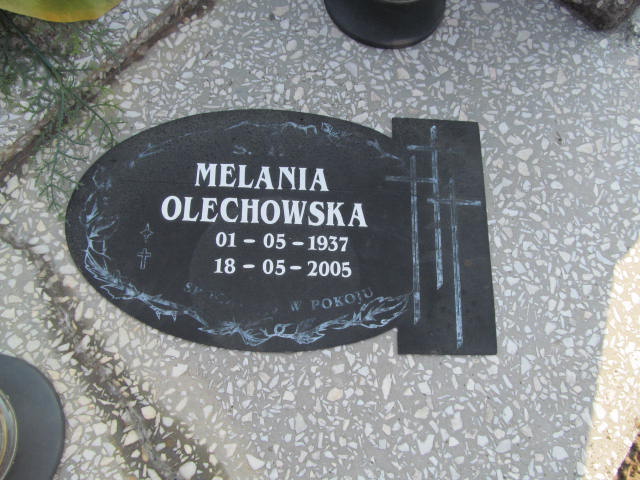 MELANIA
OLECHOWSKA
01 - 05 - 1937
18 - 05 - 2005
W POKOJU